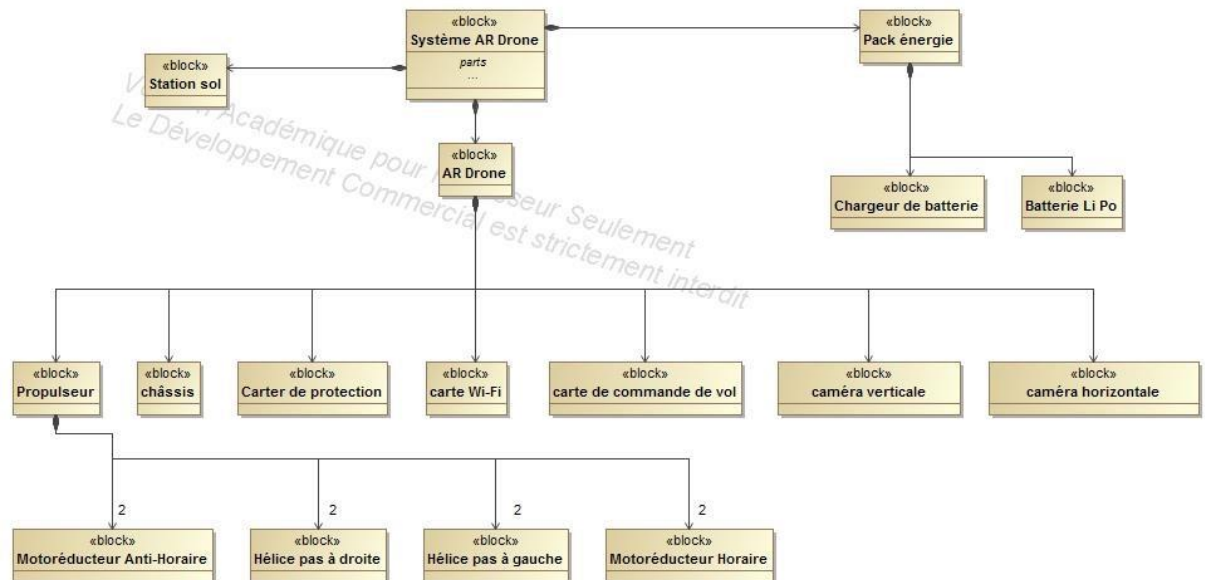 «block»
Système AR Drone
parts
...
«block»
Pack énergie
«block»
Station sol
Académique pour
Seulement
Le Développement Commercial est strictement interdit
«block»
AR Drone
«block»
Chargeur de batterie
«block»
Batterie Li Po
«block»
Propulseur
«block»
châssis
«block»
Carter de protection
«block»
carte Wi-Fi
«block»
carte de commande de vol
«block»
caméra verticale
«block»
caméra horizontale
2
2
2
2
«block»
Motoréducteur Anti-Horaire
«block»
Hélice pas à droite
«block»
Hélice pas à gauche
«block»
Motoréducteur Horaire